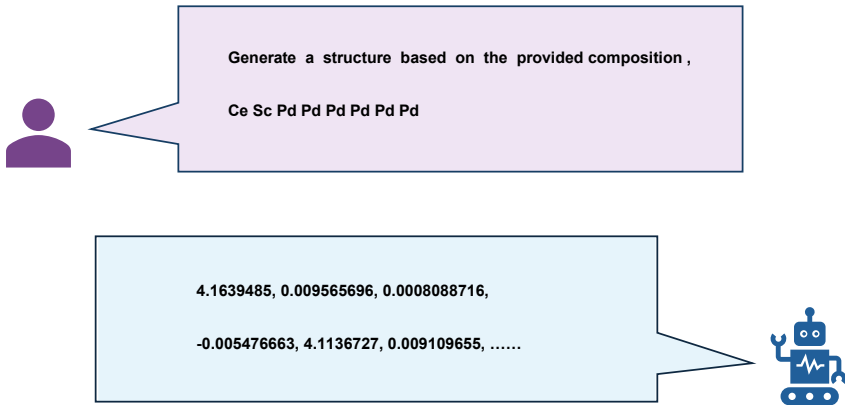 Generate a structure based on the provided composition ,
Ce Sc Pd Pd Pd Pd Pd Pd
4.1639485, 0.009565696, 0.0008088716,
-0.005476663, 4.1136727, 0.009109655, ......